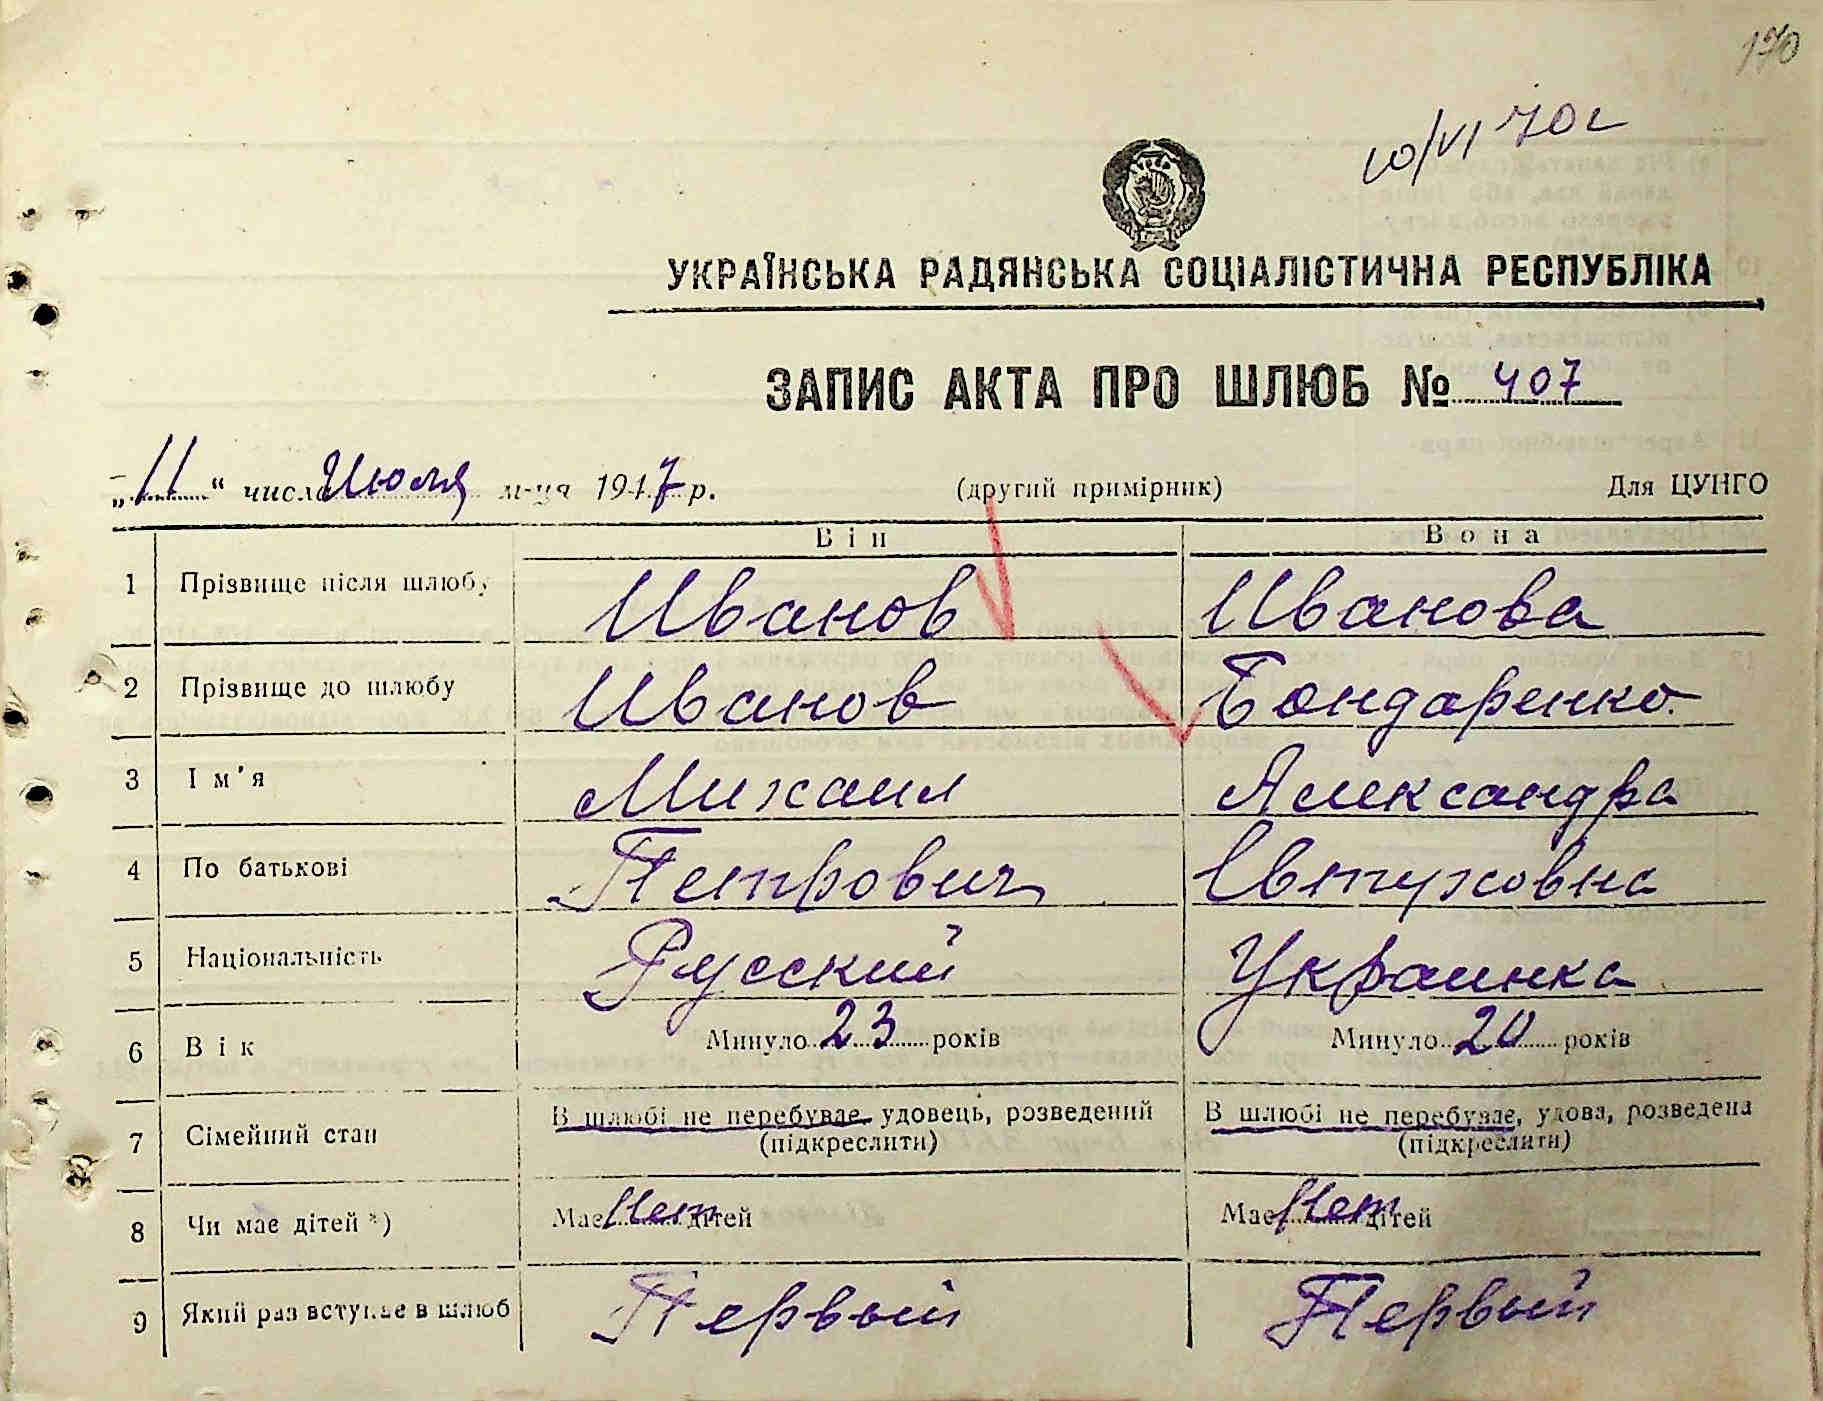 170
10/VI 70г
УКРАЇНСЬКА РАДЯНСЬКА СОЦІАЛІСТИЧНА РЕСПУБЛІКА
ЗАПИС АКТА ПРО ШЛЮБ № 407
„11“ числа Июля м-ця 1947 р. (другий примірник) Для ЦУНГО
Він Вона
1 Прізвище після шлюбу Иванов Иванова
2 Прізвище до шлюбу Иванов Бондаренко
3 Ім'я Михаил Александра
4 По батькові Петрович Евтуховна
5 Національність Русский Украинка
6 Вік Минуло 23 років Минуло 20 років
7 Сімейний стан В шлюбі не перебуває, удовець, розведений (підкреслити) В шлюбі не перебуває, удова, розведена (підкреслити)
8 Чи має дітей *) Має Нет дітей Має Нет дітей
9 Який раз вступає в шлюб Первый Первый